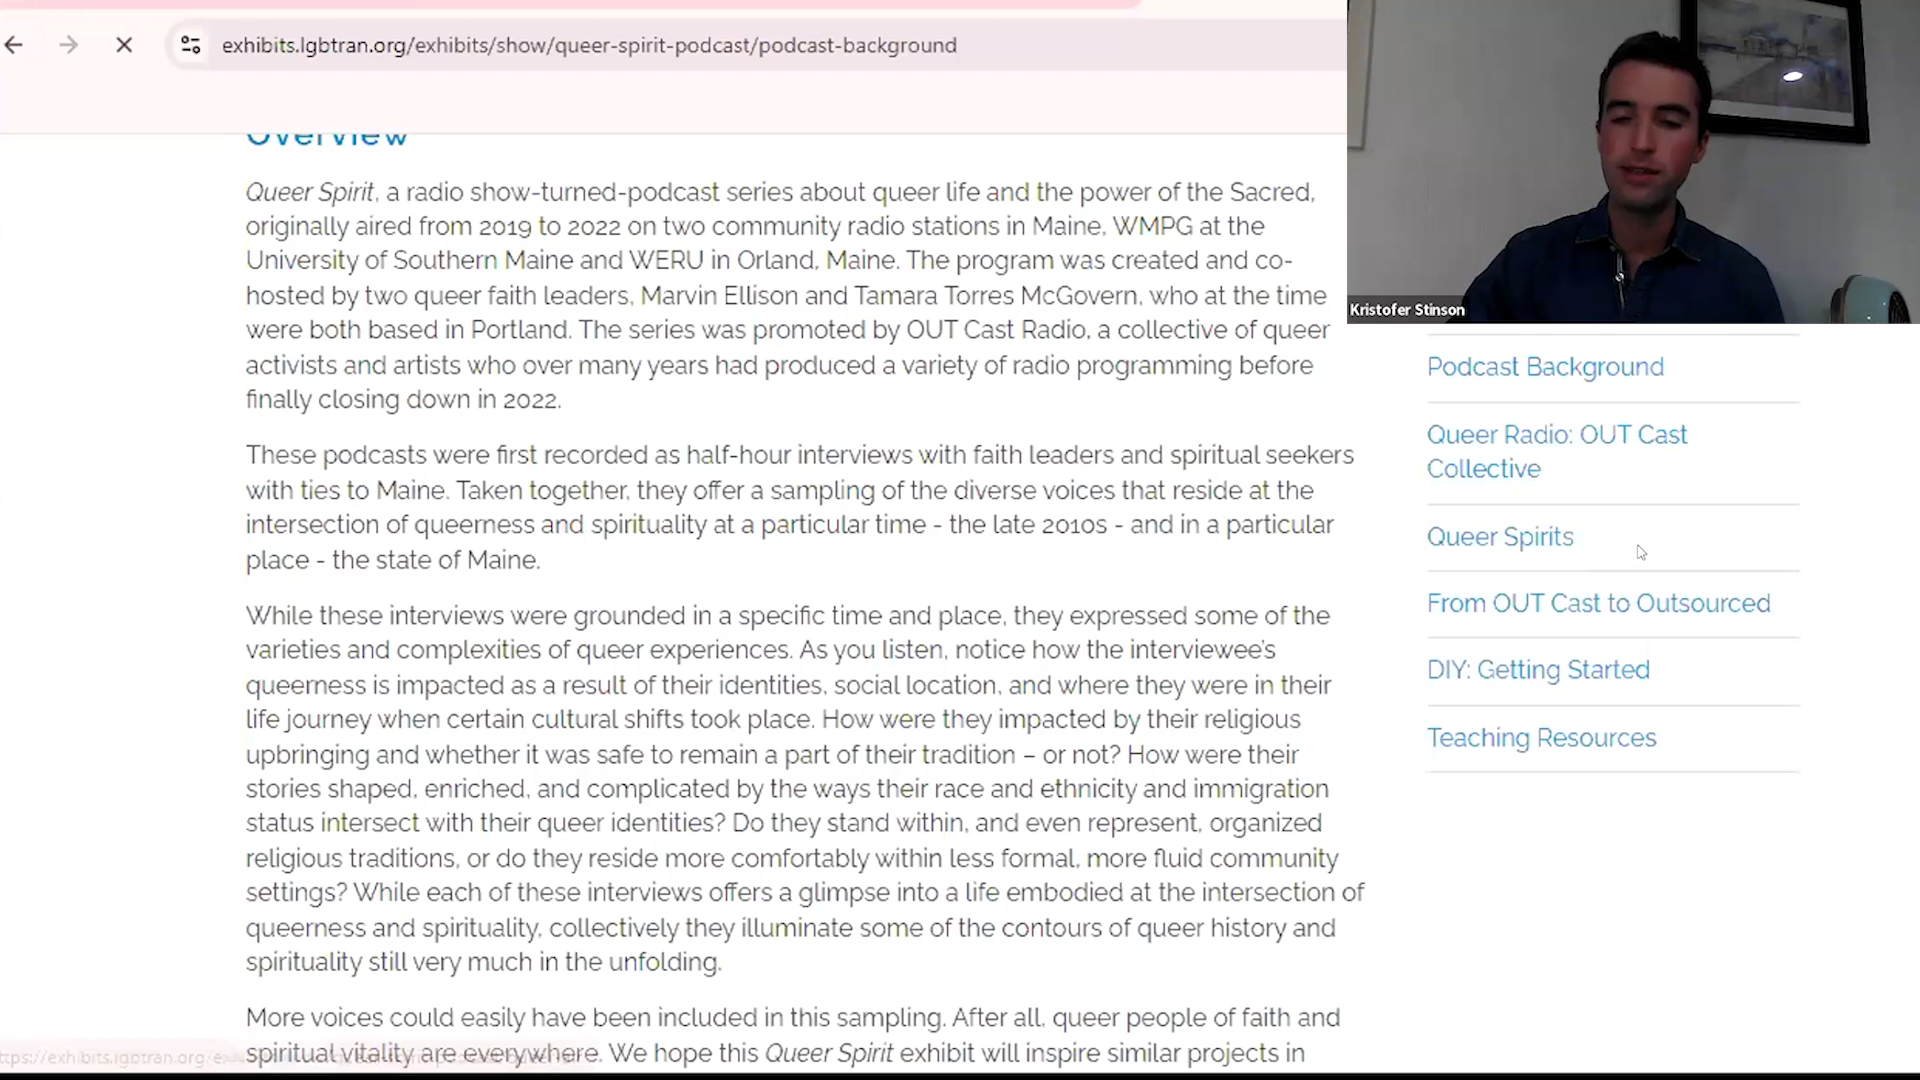 exhibits.lgbtran.org/exhibits/show/queer-spirit-podcast/podcast-background
Overview
Queer Spirit, a radio show-turned-podcast series about queer life and the power of the Sacred,
originally aired from 2019 to 2022 on two community radio stations in Maine, WMPG at the
University of Southern Maine and WERU in Orland, Maine. The program was created and co-
hosted by two queer faith leaders, Marvin Ellison and Tamara Torres McGovern, who at the time
were both based in Portland. The series was promoted by OUT Cast Radio, a collective of queer
activists and artists who over many years had produced a variety of radio programming before
finally closing down in 2022.
These podcasts were first recorded as half-hour interviews with faith leaders and spiritual seekers
with ties to Maine. Taken together, they offer a sampling of the diverse voices that reside at the
intersection of queerness and spirituality at a particular time - the late 2010s - and in a particular
place - the state of Maine.
While these interviews were grounded in a specific time and place, they expressed some of the
varieties and complexities of queer experiences. As you listen, notice how the interviewee's
queerness is impacted as a result of their identities, social location, and where they were in their
life journey when certain cultural shifts took place. How were they impacted by their religious
upbringing and whether it was safe to remain a part of their tradition – or not? How were their
stories shaped, enriched, and complicated by the ways their race and ethnicity and immigration
status intersect with their queer identities? Do they stand within, and even represent, organized
religious traditions, or do they reside more comfortably within less formal, more fluid community
settings? While each of these interviews offers a glimpse into a life embodied at the intersection of
queerness and spirituality, collectively they illuminate some of the contours of queer history and
spirituality still very much in the unfolding.
More voices could easily have been included in this sampling. After all, queer people of faith and
spiritual vitality are everywhere. We hope this Queer Spirit exhibit will inspire similar projects in
Kristofer Stinson
Podcast Background
Queer Radio: OUT Cast
Collective
Queer Spirits
From OUT Cast to Outsourced
DIY: Getting Started
Teaching Resources